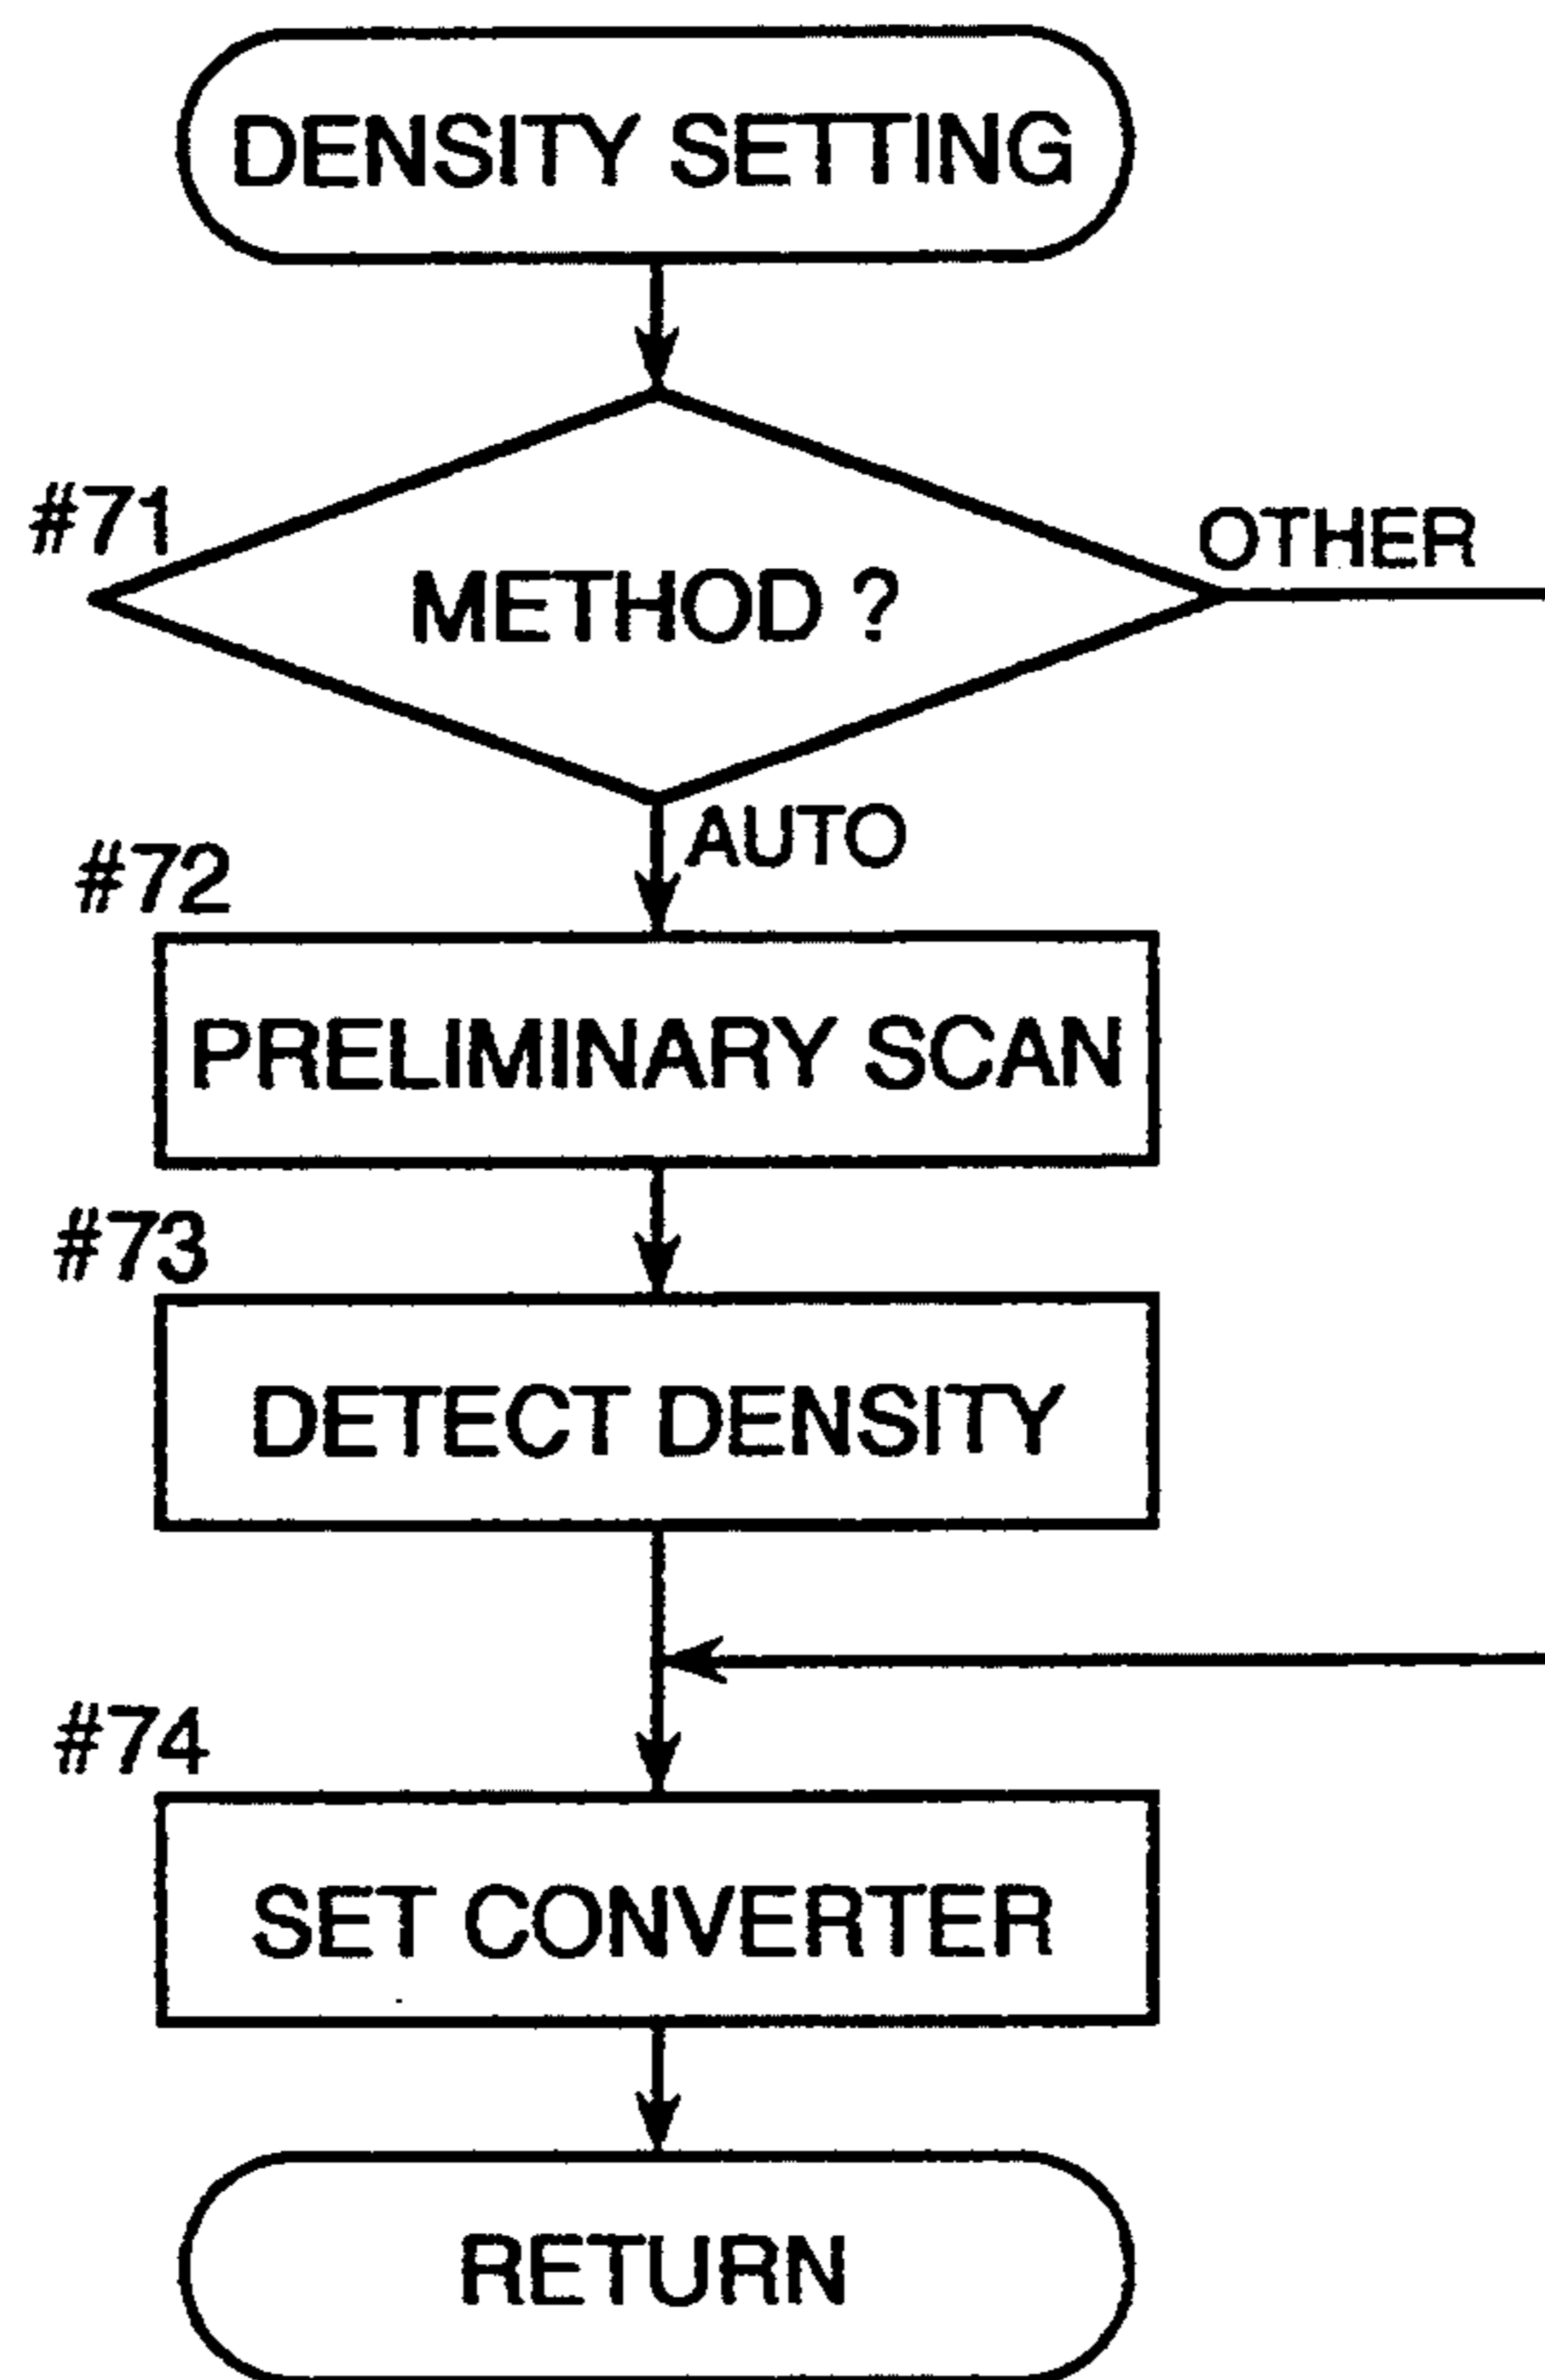 DENSITY SETTING
#71
METHOD ?
OTHER
AUTO
#72
PRELIMINARY SCAN
#73
DETECT DENSITY
#74
SET CONVERTER
RETURN